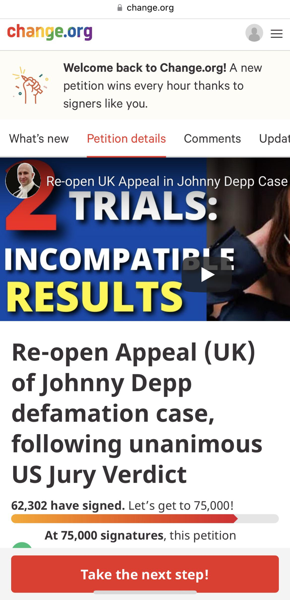 change.org
change.org
Welcome back to Change.org! A new
petition wins every hour thanks to
signers like you.
What's new Petition details Comments Updat
Re-open UK Appeal in Johnny Depp Case
2 TRIALS:
INCOMPATIBLE
RESULTS
Re-open Appeal (UK)
of Johnny Depp
defamation case,
following unanimous
US Jury Verdict
62,302 have signed. Let's get to 75,000!
At 75,000 signatures, this petition
Take the next step!